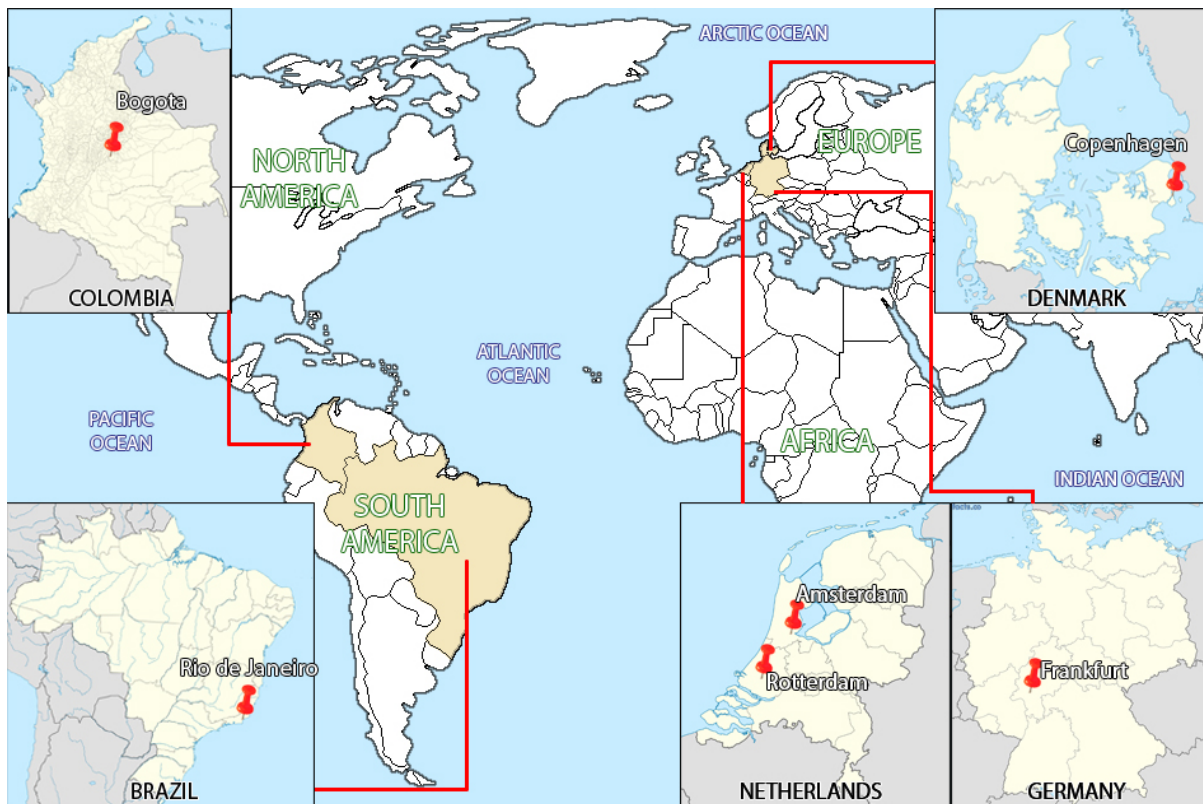 ARCTIC OCEAN
Bogota
COLOMBIA
NORTH
AMERICA
EUROPE
Copenhagen
DENMARK
ATLANTIC
OCEAN
PACIFIC
OCEAN
AFRICA
INDIAN OCEAN
SOUTH
AMERICA
Rio de Janeiro
BRAZIL
Amsterdam
Rotterdam
NETHERLANDS
Frankfurt
GERMANY